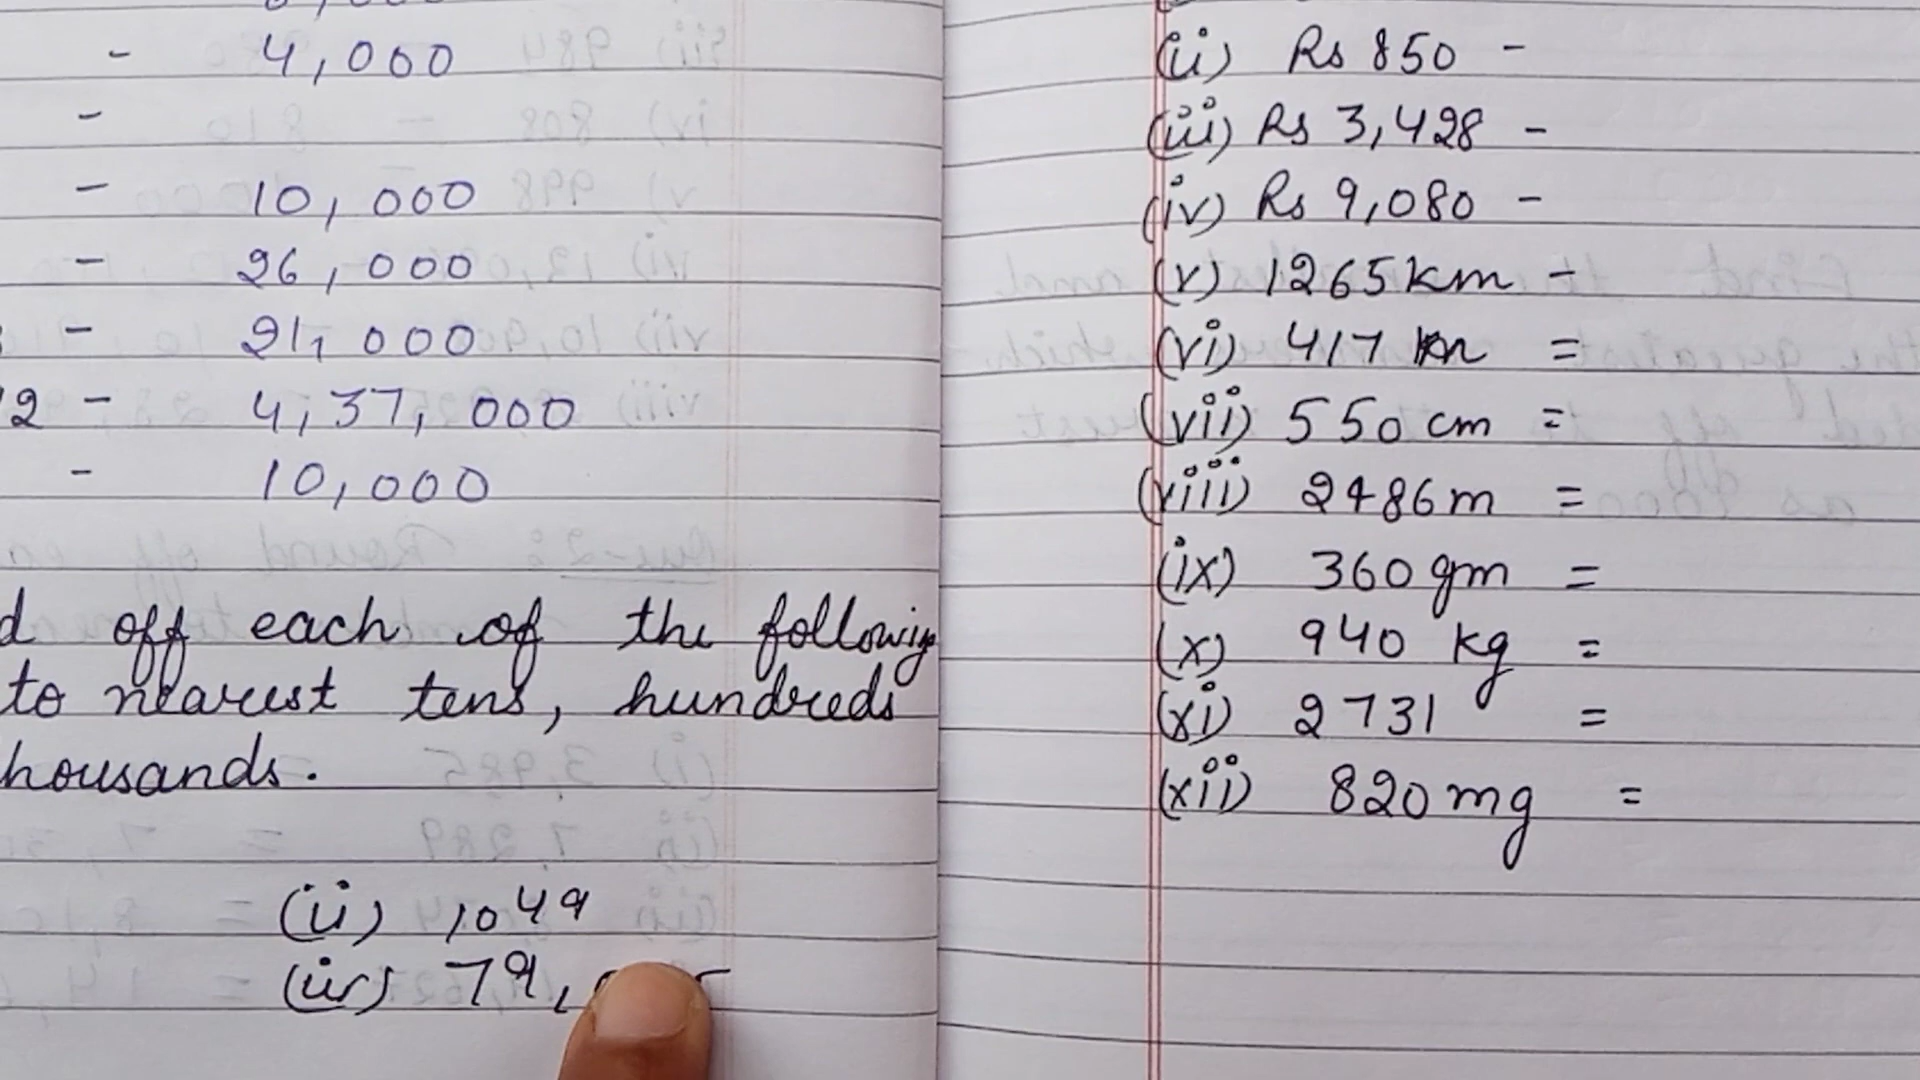 - 4,000
-
- 10,000
- 26,000
- 21,000
2 - 4,37,000
- 10,000
d off each of the following
to nearest tens, hundreds
housands.
(ii) 1049
79,
(ii) Rs 850 -
(iii) Rs 3,428 -
(iv) Rs 9,080 -
(v) 1265 km -
(vi) 417 km =
(vii) 550 cm =
(viii) 2486 m =
(ix) 360 gm =
(x) 940 kg =
(xi) 2731 =
(xii) 820 mg =